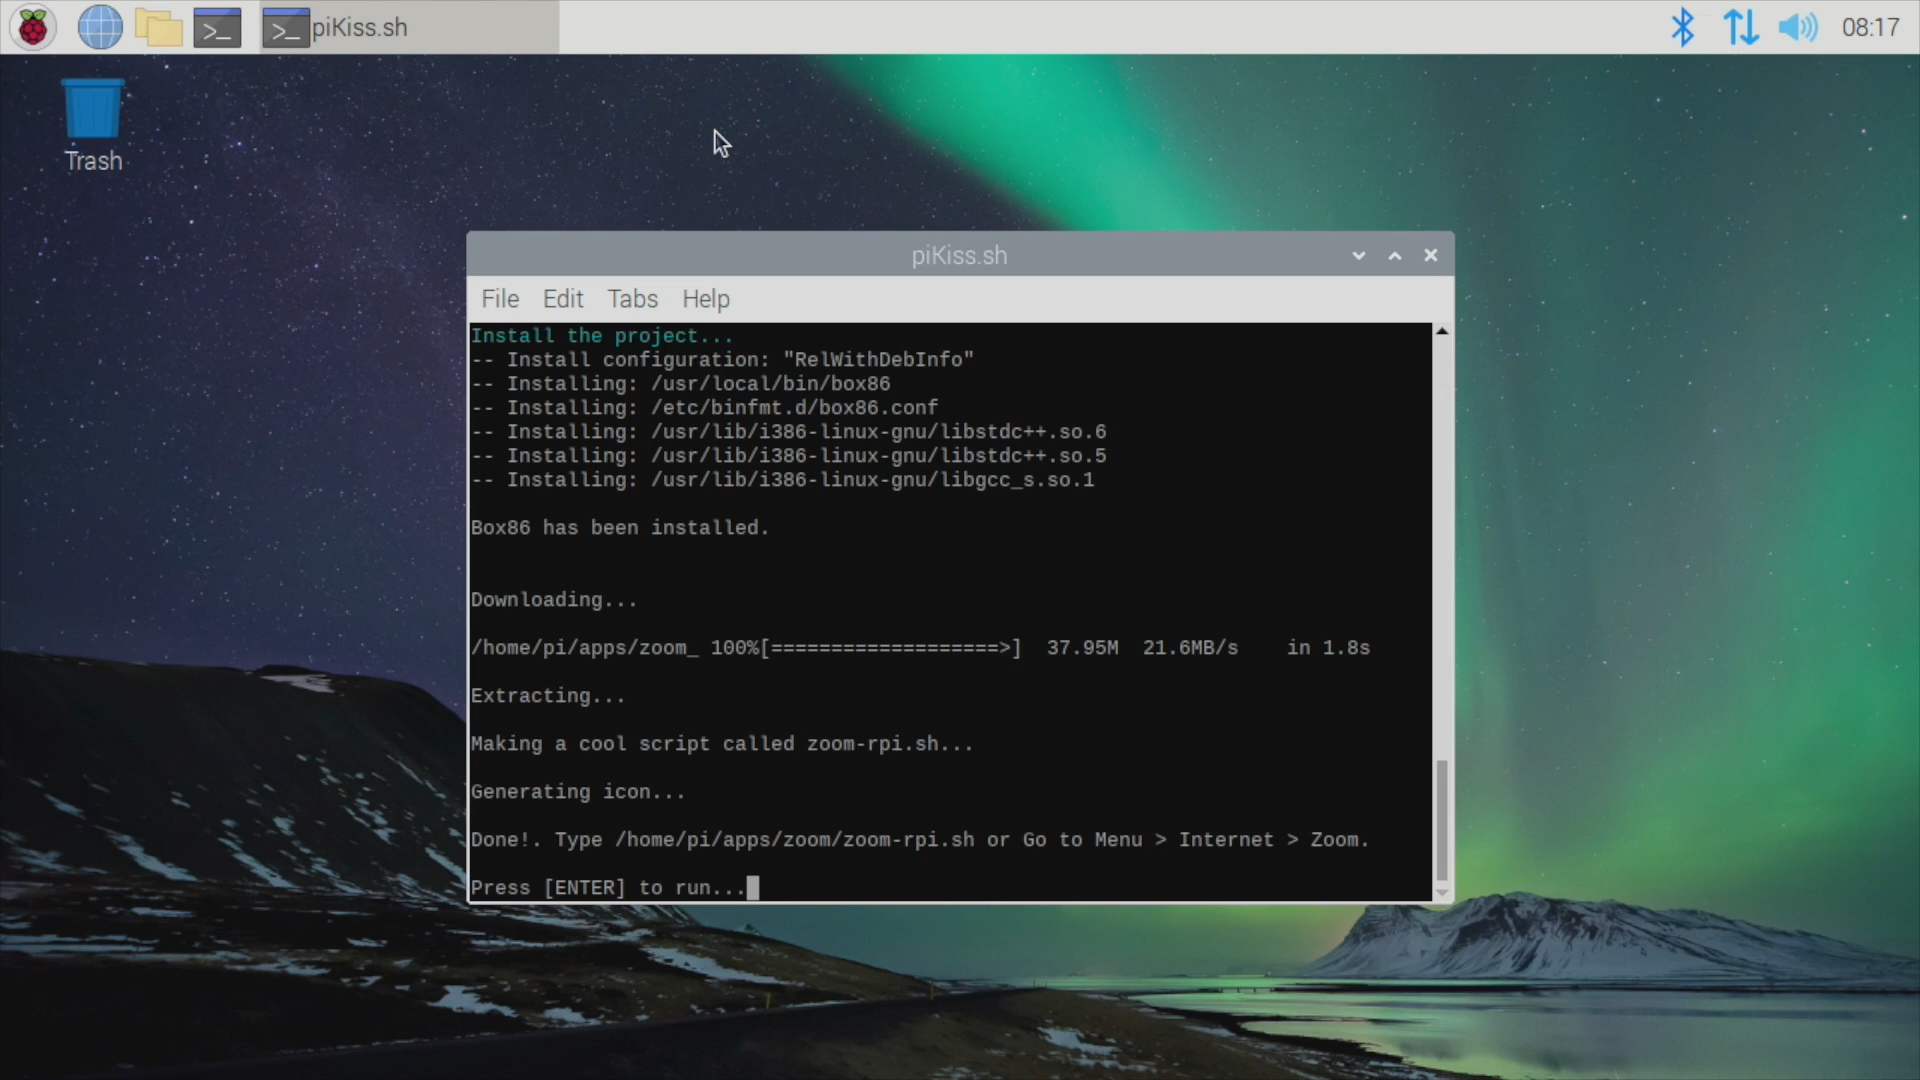 piKiss.sh
08:17
Trash
piKiss.sh
File Edit Tabs Help
Install the project...
-- Install configuration: "RelWithDebInfo"
-- Installing: /usr/local/bin/box86
-- Installing: /etc/binfmt.d/box86.conf
-- Installing: /usr/lib/i386-linux-gnu/libstdc++.so.6
-- Installing: /usr/lib/i386-linux-gnu/libstdc++.so.5
-- Installing: /usr/lib/i386-linux-gnu/libgcc_s.so.1
Box86 has been installed.
Downloading...
/home/pi/apps/zoom_ 100%[===================>] 37.95M 21.6MB/s in 1.8s
Extracting...
Making a cool script called zoom-rpi.sh...
Generating icon...
Done!. Type /home/pi/apps/zoom/zoom-rpi.sh or Go to Menu > Internet > Zoom.
Press [ENTER] to run...